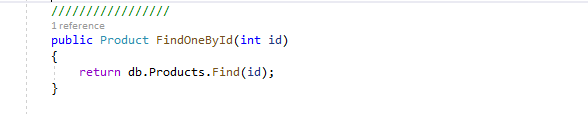 /////////////////
1 reference
public Product FindOneById(int id)
{
return db.Products.Find(id);
}